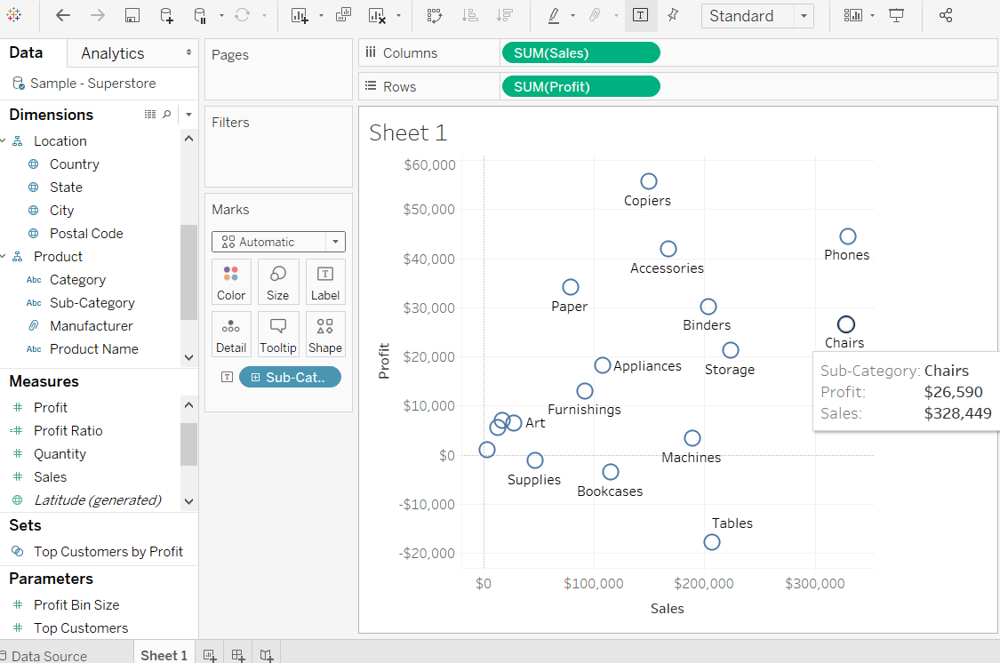 Standard
Data
Analytics
Sample - Superstore
Dimensions
Location
Country
State
City
Postal Code
Product
Abc Category
Abc Sub-Category
Manufacturer
Abc Product Name
Measures
Profit
Profit Ratio
Quantity
Sales
Latitude (generated)
Sets
Top Customers by Profit
Parameters
Profit Bin Size
Top Customers
Pages
Filters
Marks
Automatic
Color
Size
T
Label
Detail
Tooltip
Shape
T
Sub-Cat..
Columns
SUM(Sales)
Rows
SUM(Profit)
Sheet 1
$60,000
$50,000
$40,000
$30,000
$20,000
$10,000
$0
-$10,000
-$20,000
Profit
Copiers
Phones
Accessories
Paper
Binders
Chairs
Storage
Appliances
Furnishings
Art
Machines
Supplies
Bookcases
Tables
Sub-Category: Chairs
Profit: $26,590
Sales: $328,449
$0
$100,000
$200,000
$300,000
Sales
Data Source
Sheet 1
T